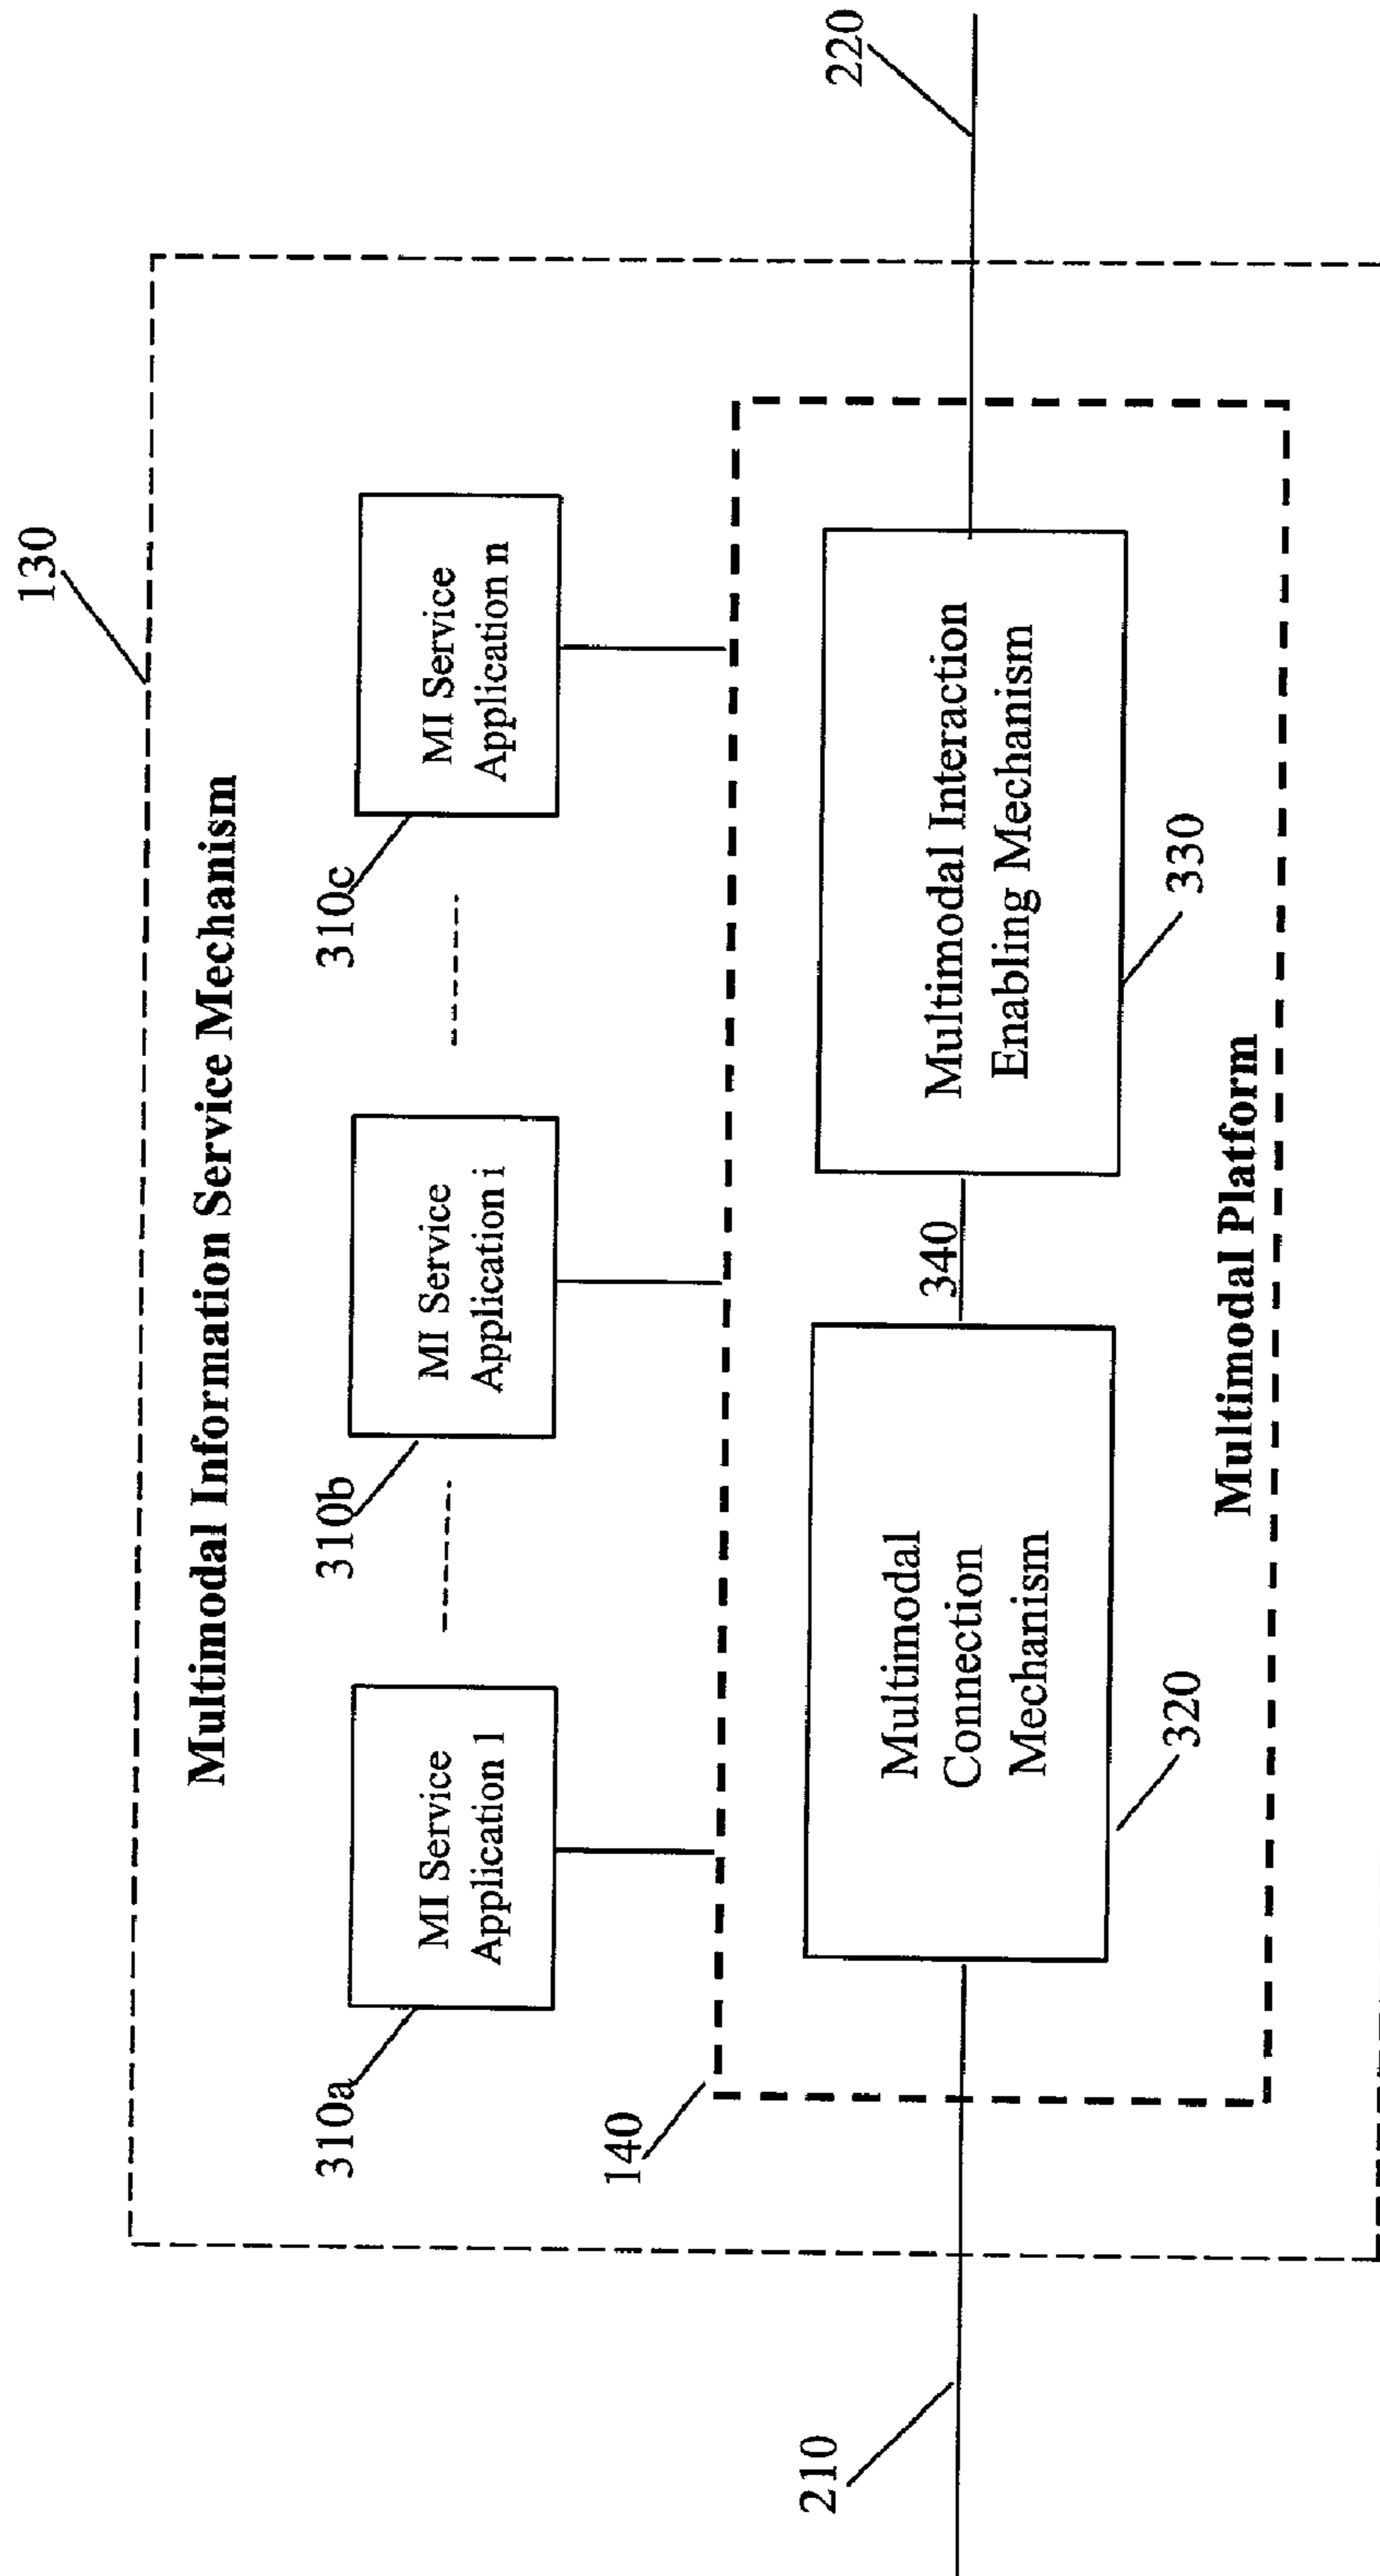 130
Multimodal Information Service Mechanism
310a
MI Service
Application 1
310b
MI Service
Application i
310c
MI Service
Application n
140
210
Multimodal
Connection
Mechanism
320
340
Multimodal Interaction
Enabling Mechanism
330
220
Multimodal Platform